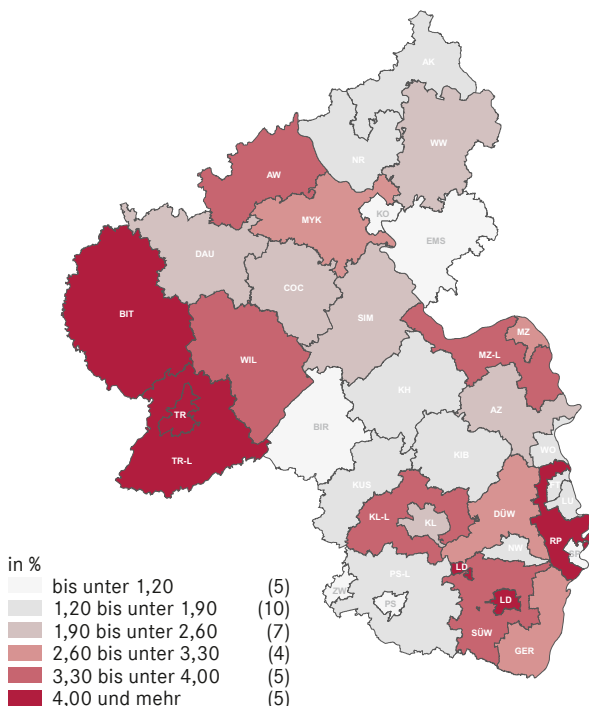 AK
WW
NR
AW
KO
MYK
EMS
DAU
COC
SIM
BIT
WIL
MZ
MZ-L
KH
AZ
TR
BIR
KIB
WO
TR-L
KUS
LU
KL-L
KL
DÜW
RP
NW
SP
LD
PS-L
ZW
PS
LD
SÜW
GER
in %
bis unter 1,20 (5)
1,20 bis unter 1,90 (10)
1,90 bis unter 2,60 (7)
2,60 bis unter 3,30 (4)
3,30 bis unter 4,00 (5)
4,00 und mehr (5)